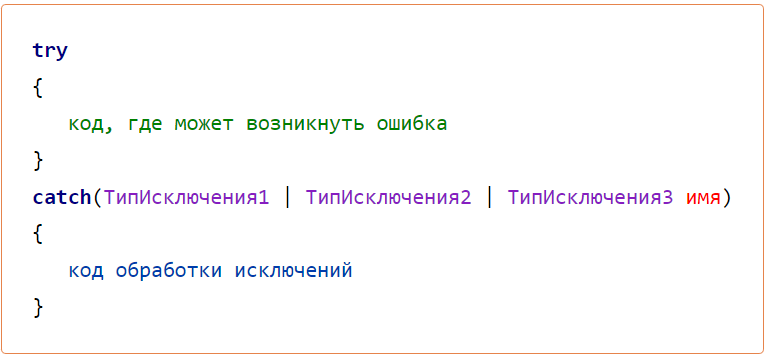 try
{
код, где может возникнуть ошибка
}
catch(ТипИсключения1 | ТипИсключения2 | ТипИсключения3 имя)
{
код обработки исключений
}